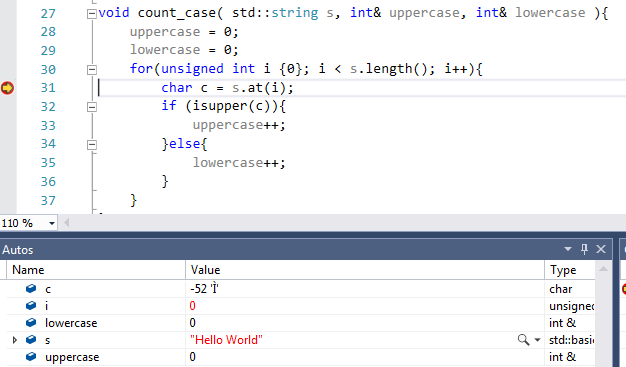 27 void count_case( std::string s, int& uppercase, int& lowercase ){
28 uppercase = 0;
29 lowercase = 0;
30 for(unsigned int i {0}; i < s.length(); i++){
31 char c = s.at(i);
32 if (isupper(c)){
33 uppercase++;
34 }else{
35 lowercase++;
36 }
37 }
110 %
Autos
Name Value Type
c -52 'Ì' char
i 0 unsigned
lowercase 0 int &
s "Hello World" std::basi
uppercase 0 int &